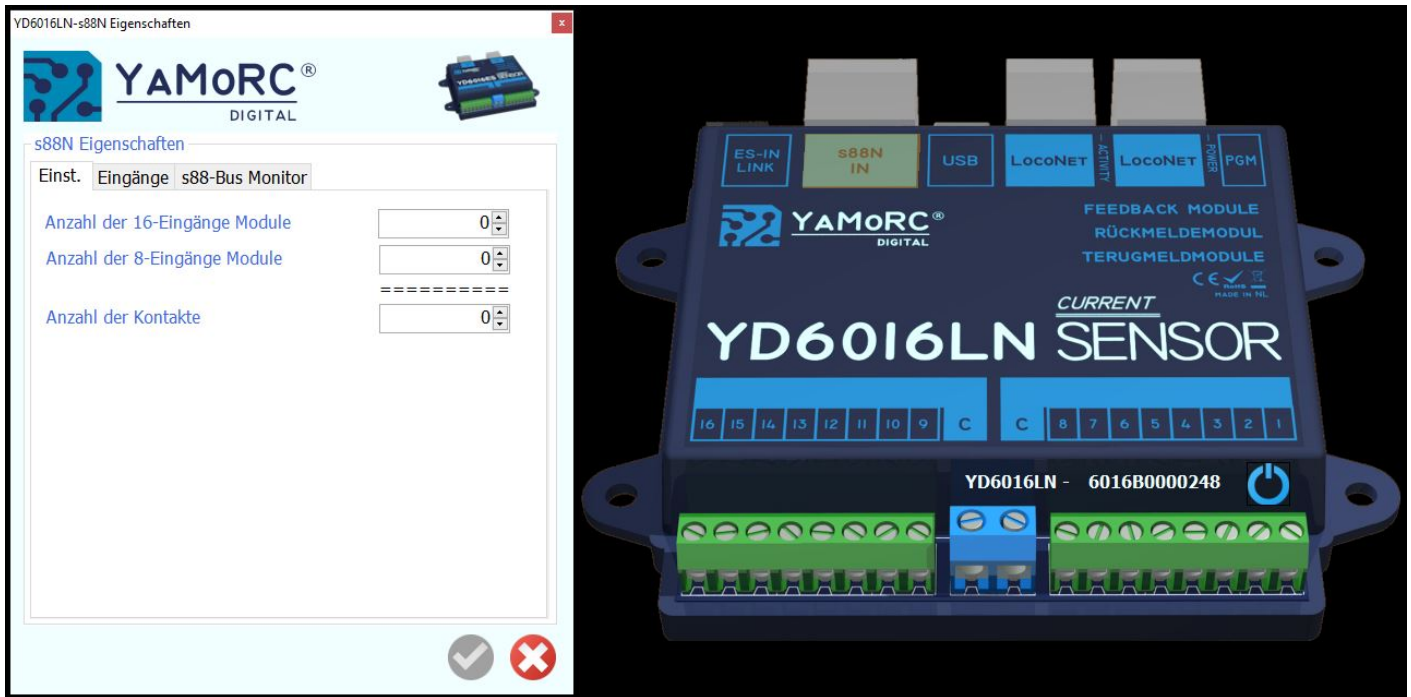 YD6016LN-s88N Eigenschaften
x
YAMORC®
DIGITAL
s88N Eigenschaften
Einst. Eingänge s88-Bus Monitor
Anzahl der 16-Eingänge Module 0
Anzahl der 8-Eingänge Module 0
==========
Anzahl der Kontakte 0
ES-IN LINK
s88N IN
USB
LocoNet
ACTIVITY
LocoNet
POWER
PGM
YAMORC®
DIGITAL
FEEDBACK MODULE
RÜCKMELDEMODUL
TERUGMELDMODULE
CE RoHS
MADE IN NL
CURRENT
YD6016LN SENSOR
16 15 14 13 12 11 10 9 C C 8 7 6 5 4 3 2 1
YD6016LN - 6016B0000248